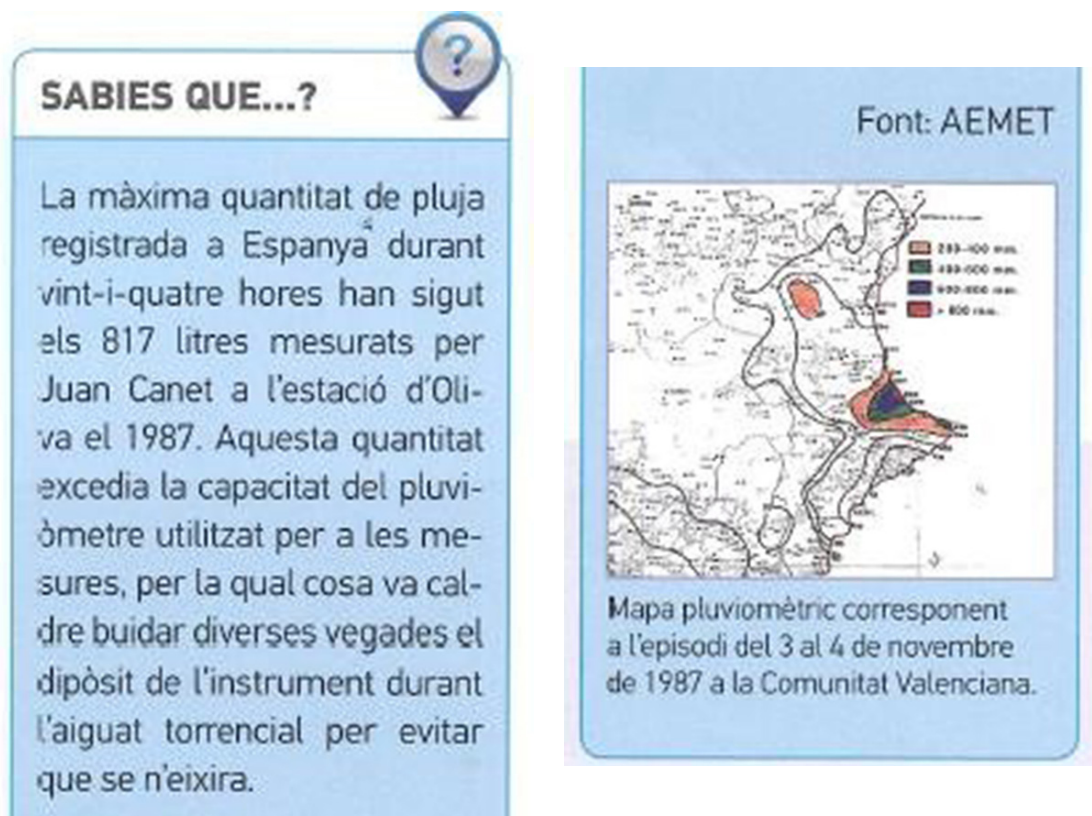 SABIES QUE...?
La màxima quantitat de pluja
registrada a Espanya durant
vint-i-quatre hores han sigut
els 817 litres mesurats per
Juan Canet a l'estació d'Oli-
va el 1987. Aquesta quantitat
excedia la capacitat del pluvi-
òmetre utilitzat per a les me-
sures, per la qual cosa va cal-
dre buidar diverses vegades el
dipòsit de l'instrument durant
l'aiguat torrencial per evitar
que se n'eixira.
Font: AEMET
> 800 mm.
Mapa pluviomètric corresponent
a l'episodi del 3 al 4 de novembre
de 1987 a la Comunitat Valenciana.